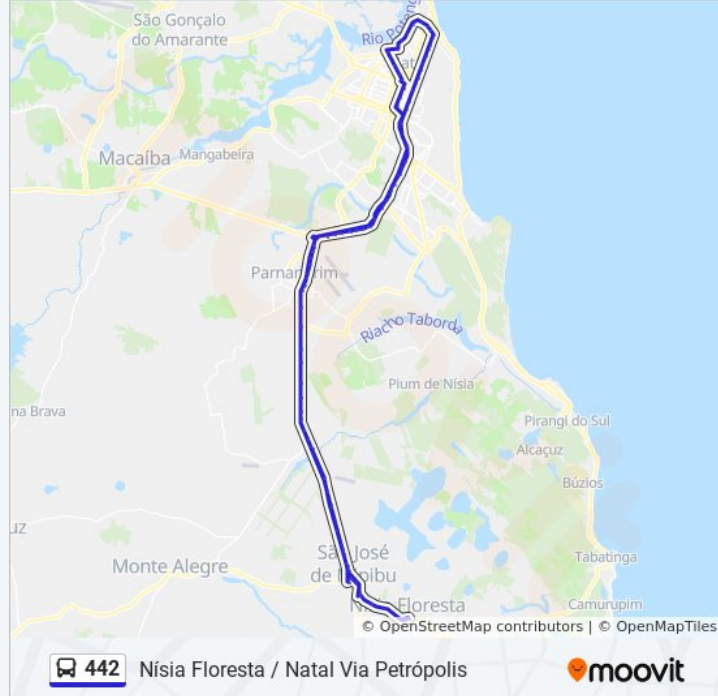 São Gonçalo
do Amarante
Rio Poteng
Macaíba
Mangabeira
Parnamirim
Riacho Taborda
Pium de Nísia
na Brava
Pirangi do Sul
Alcaçuz
Búzios
uz
São José
de Mipibu
Monte Alegre
Tabatinga
Nísia Floresta
Camurupim
© OpenStreetMap contributors | © OpenMapTiles
442 Nísia Floresta / Natal Via Petrópolis
moovit